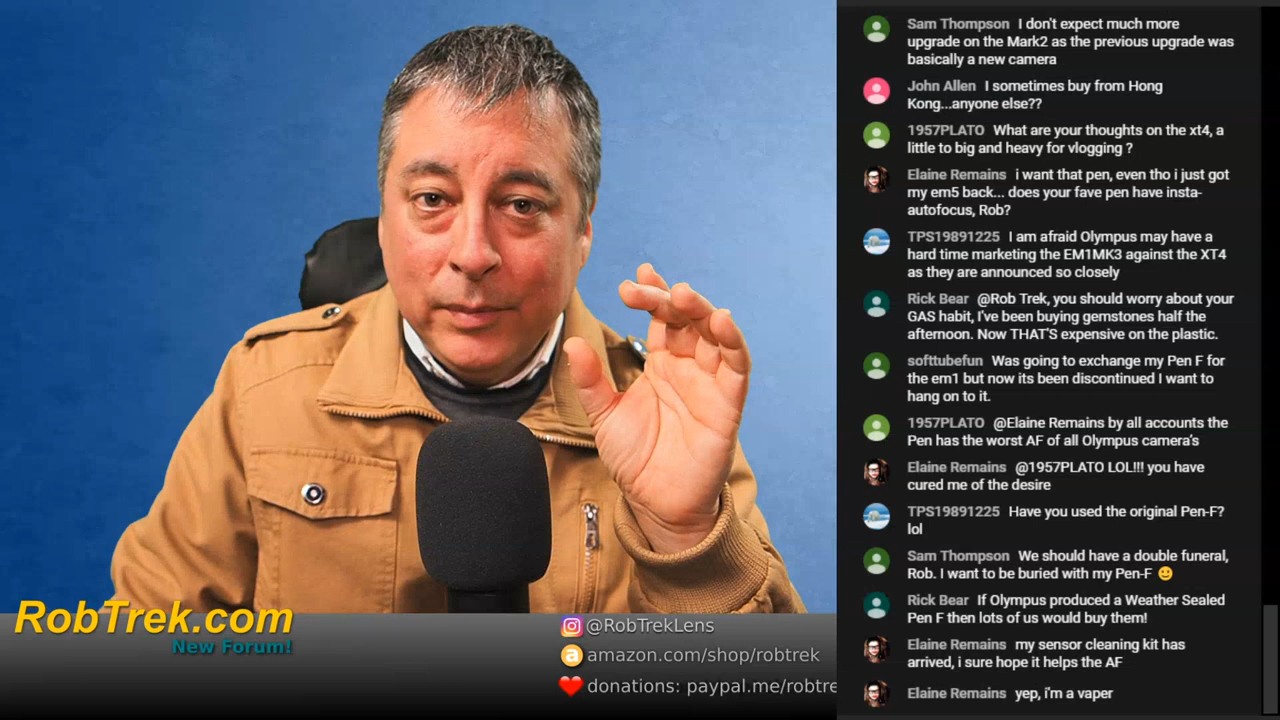 RobTrek.com
New Forum!
@RobTrekLens
amazon.com/shop/robtrek
donations: paypal.me/robtre
Sam Thompson I don't expect much more
upgrade on the Mark2 as the previous upgrade was
basically a new camera
John Allen I sometimes buy from Hong
Kong...anyone else??
1957PLATO What are your thoughts on the xt4, a
little to big and heavy for vlogging ?
Elaine Remains i want that pen, even tho i just got
my em5 back... does your fave pen have insta-
autofocus, Rob?
TPS19891225 I am afraid Olympus may have a
hard time marketing the EM1MK3 against the XT4
as they are announced so closely
Rick Bear @Rob Trek, you should worry about your
GAS habit, I've been buying gemstones half the
afternoon. Now THAT'S expensive on the plastic.
softtubefun Was going to exchange my Pen F for
the em1 but now its been discontinued I want to
hang on to it.
1957PLATO @Elaine Remains by all accounts the
Pen has the worst AF of all Olympus camera's
Elaine Remains @1957PLATO LOL!!! you have
cured me of the desire
TPS19891225 Have you used the original Pen-F?
lol
Sam Thompson We should have a double funeral,
Rob. I want to be buried with my Pen-F 🙂
Rick Bear If Olympus produced a Weather Sealed
Pen F then lots of us would buy them!
Elaine Remains my sensor cleaning kit has
arrived, i sure hope it helps the AF
Elaine Remains yep, i'm a vaper